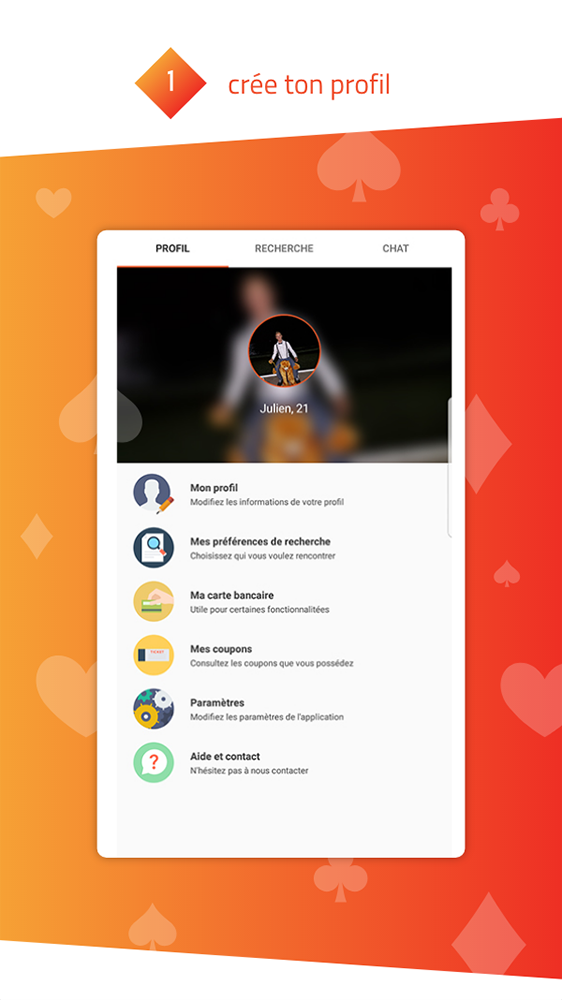 1
crée ton profil
PROFIL
RECHERCHE
CHAT
Julien, 21
Mon profil
Modifiez les informations de votre profil
Mes préférences de recherche
Choisissez qui vous voulez rencontrer
Ma carte bancaire
Utile pour certaines fonctionnalitées
Mes coupons
Consultez les coupons que vous possédez
Paramètres
Modifiez les paramètres de l'application
Aide et contact
N'hésitez pas à nous contacter